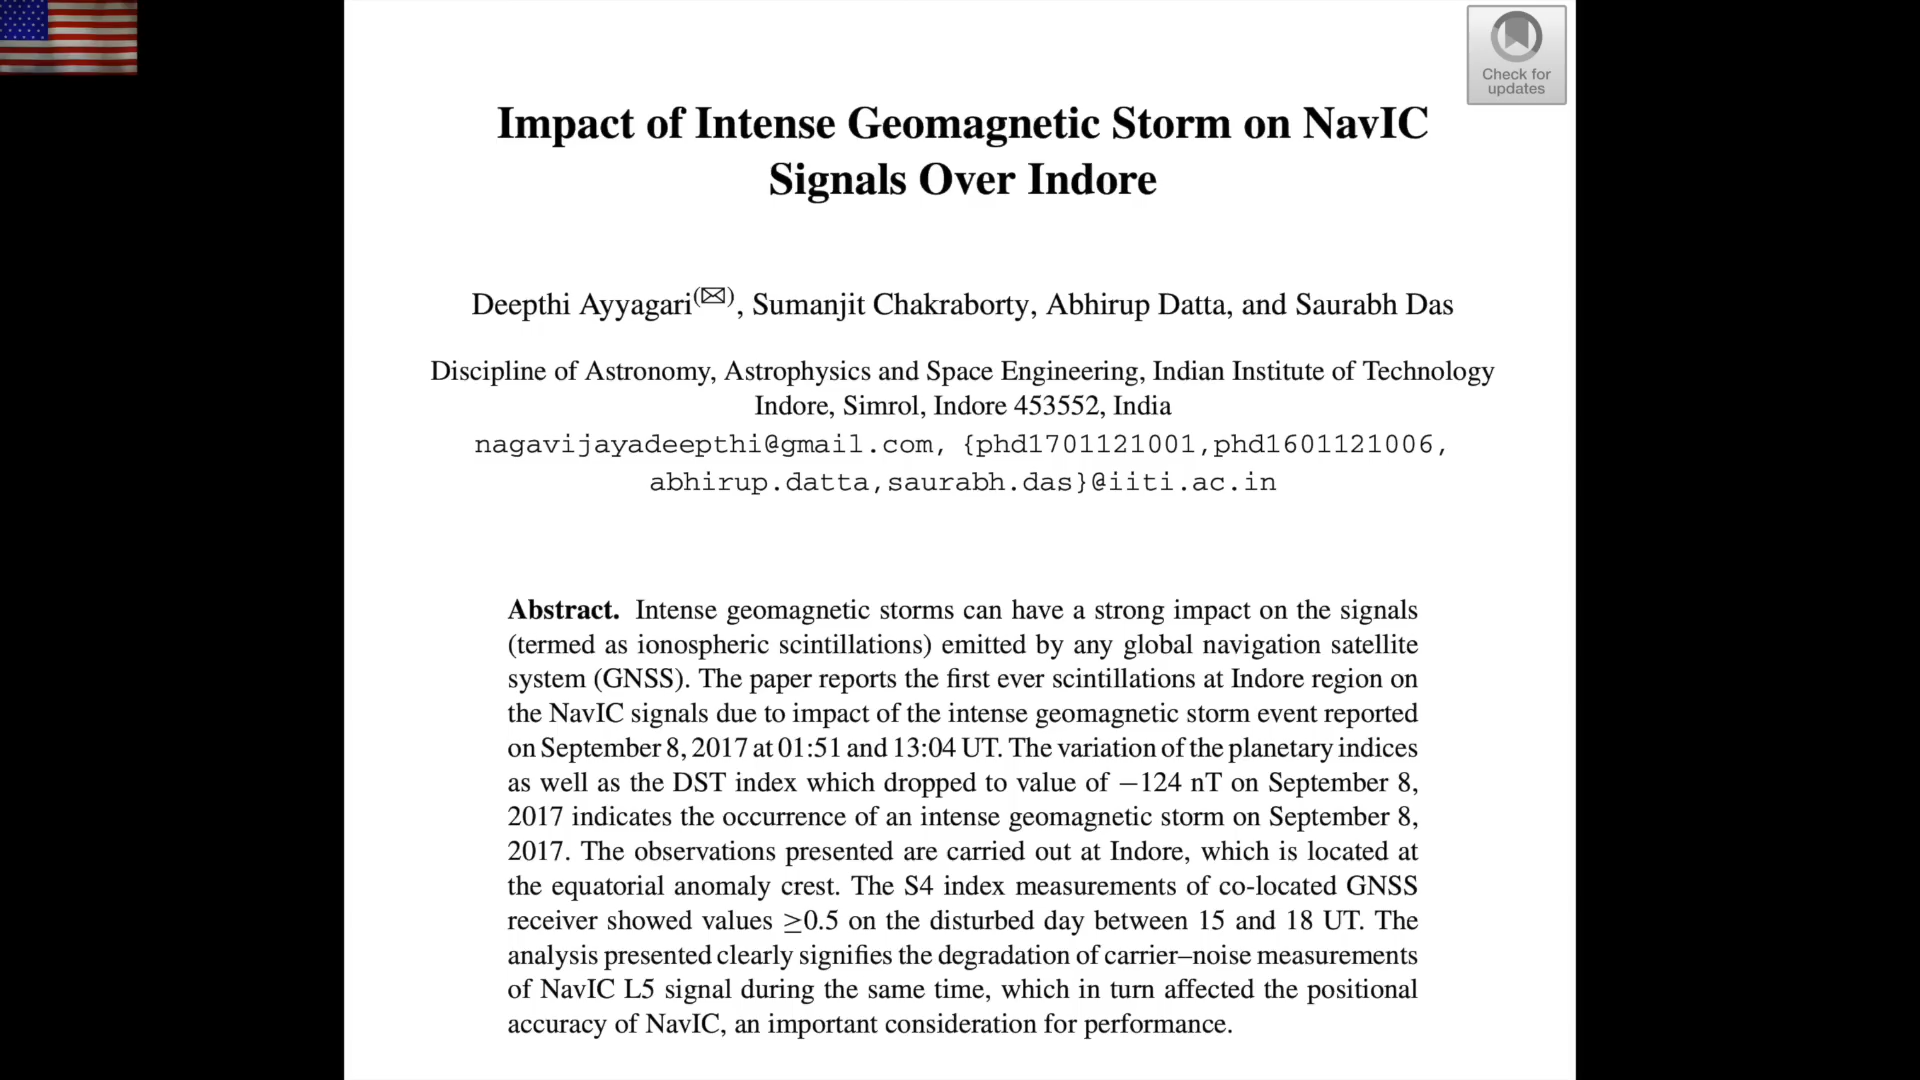 Check for
updates
Impact of Intense Geomagnetic Storm on NavIC
Signals Over Indore
Deepthi Ayyagari(✉), Sumanjit Chakraborty, Abhirup Datta, and Saurabh Das
Discipline of Astronomy, Astrophysics and Space Engineering, Indian Institute of Technology
Indore, Simrol, Indore 453552, India
nagavijayadeepthi@gmail.com, {phd1701121001,phd1601121006,
abhirup.datta,saurabh.das}@iiti.ac.in
Abstract. Intense geomagnetic storms can have a strong impact on the signals
(termed as ionospheric scintillations) emitted by any global navigation satellite
system (GNSS). The paper reports the first ever scintillations at Indore region on
the NavIC signals due to impact of the intense geomagnetic storm event reported
on September 8, 2017 at 01:51 and 13:04 UT. The variation of the planetary indices
as well as the DST index which dropped to value of −124 nT on September 8,
2017 indicates the occurrence of an intense geomagnetic storm on September 8,
2017. The observations presented are carried out at Indore, which is located at
the equatorial anomaly crest. The S4 index measurements of co-located GNSS
receiver showed values ≥0.5 on the disturbed day between 15 and 18 UT. The
analysis presented clearly signifies the degradation of carrier–noise measurements
of NavIC L5 signal during the same time, which in turn affected the positional
accuracy of NavIC, an important consideration for performance.